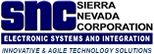 snc SIERRA
NEVADA
CORPORATION
ELECTRONIC SYSTEMS AND INTEGRATION
INNOVATIVE & AGILE TECHNOLOGY SOLUTIONS